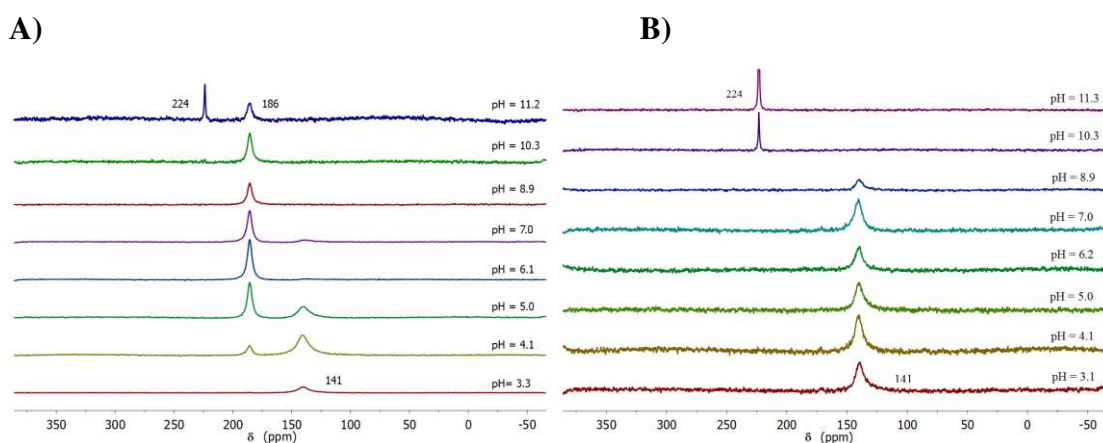 A)
B)
224
186
pH = 11.2
pH = 10.3
pH = 8.9
pH = 7.0
pH = 6.1
pH = 5.0
pH = 4.1
141
pH= 3.3
350 300 250 200 150 100 50 0 -50
δ (ppm)
224
pH = 11.3
pH = 10.3
pH = 8.9
pH = 7.0
pH = 6.2
pH = 5.0
pH = 4.1
141
pH = 3.1
350 300 250 200 150 100 50 0 -50
δ (ppm)